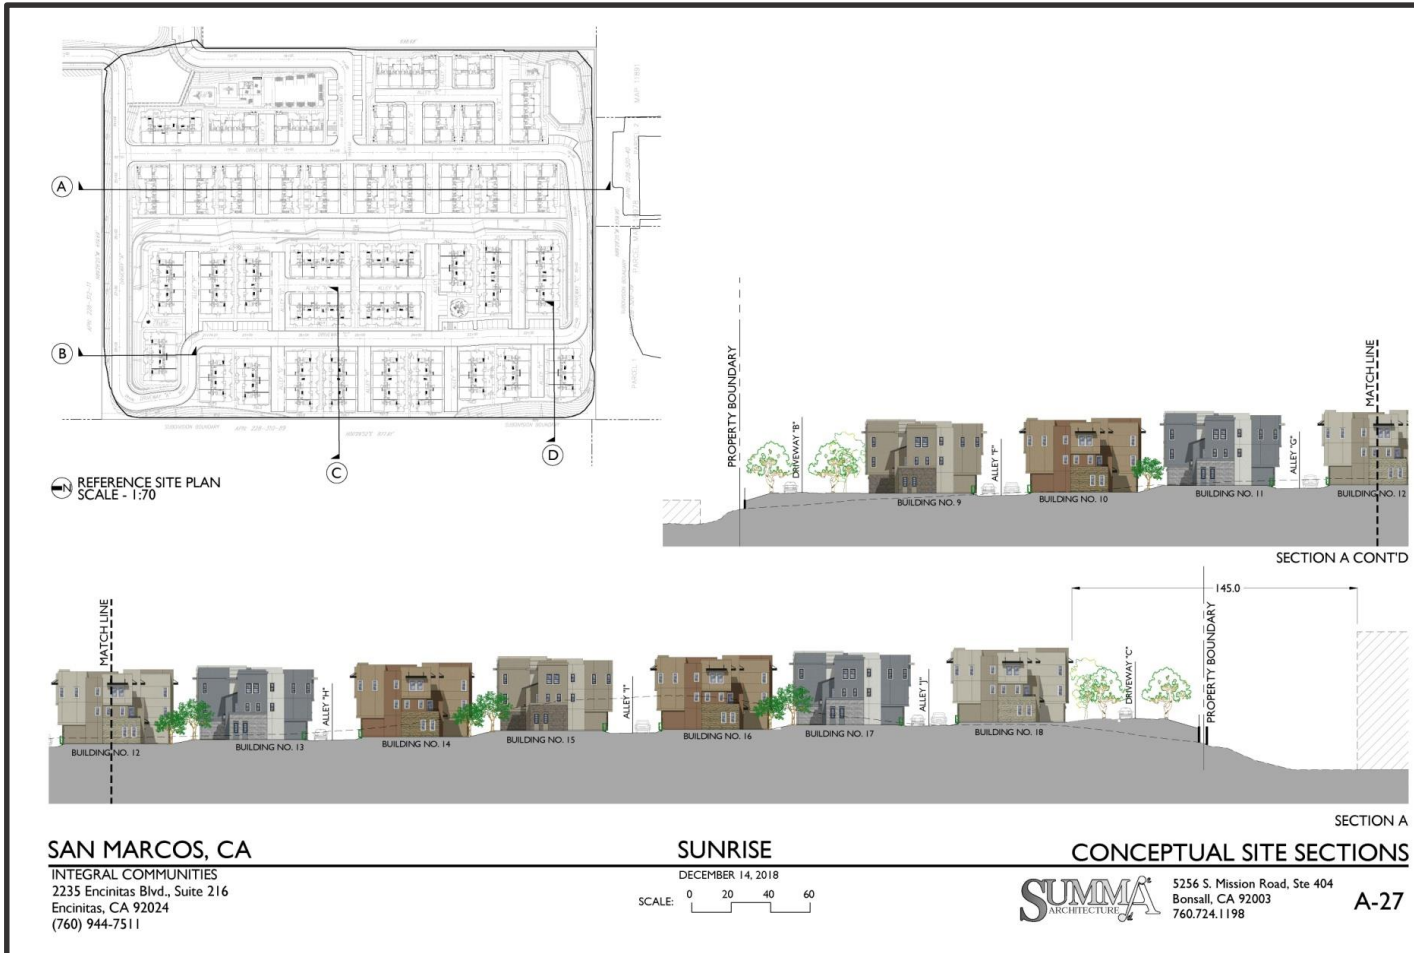 A
B
C
D
N
REFERENCE SITE PLAN
SCALE - 1:70
PROPERTY BOUNDARY
DRIVEWAY "B"
ALLEY "F"
ALLEY "G"
MATCH LINE
BUILDING NO. 9
BUILDING NO. 10
BUILDING NO. 11
BUILDING NO. 12
SECTION A CONT'D
MATCH LINE
ALLEY "H"
ALLEY "I"
ALLEY "J"
DRIVEWAY "C"
PROPERTY BOUNDARY
145.0
BUILDING NO. 12
BUILDING NO. 13
BUILDING NO. 14
BUILDING NO. 15
BUILDING NO. 16
BUILDING NO. 17
BUILDING NO. 18
SECTION A
SAN MARCOS, CA
INTEGRAL COMMUNITIES
2235 Encinitas Blvd., Suite 216
Encinitas, CA 92024
(760) 944-7511
SUNRISE
DECEMBER 14, 2018
SCALE: 0 20 40 60
CONCEPTUAL SITE SECTIONS
SUMMA
ARCHITECTURE
5256 S. Mission Road, Ste 404
Bonsall, CA 92003
760.724.1198
A-27